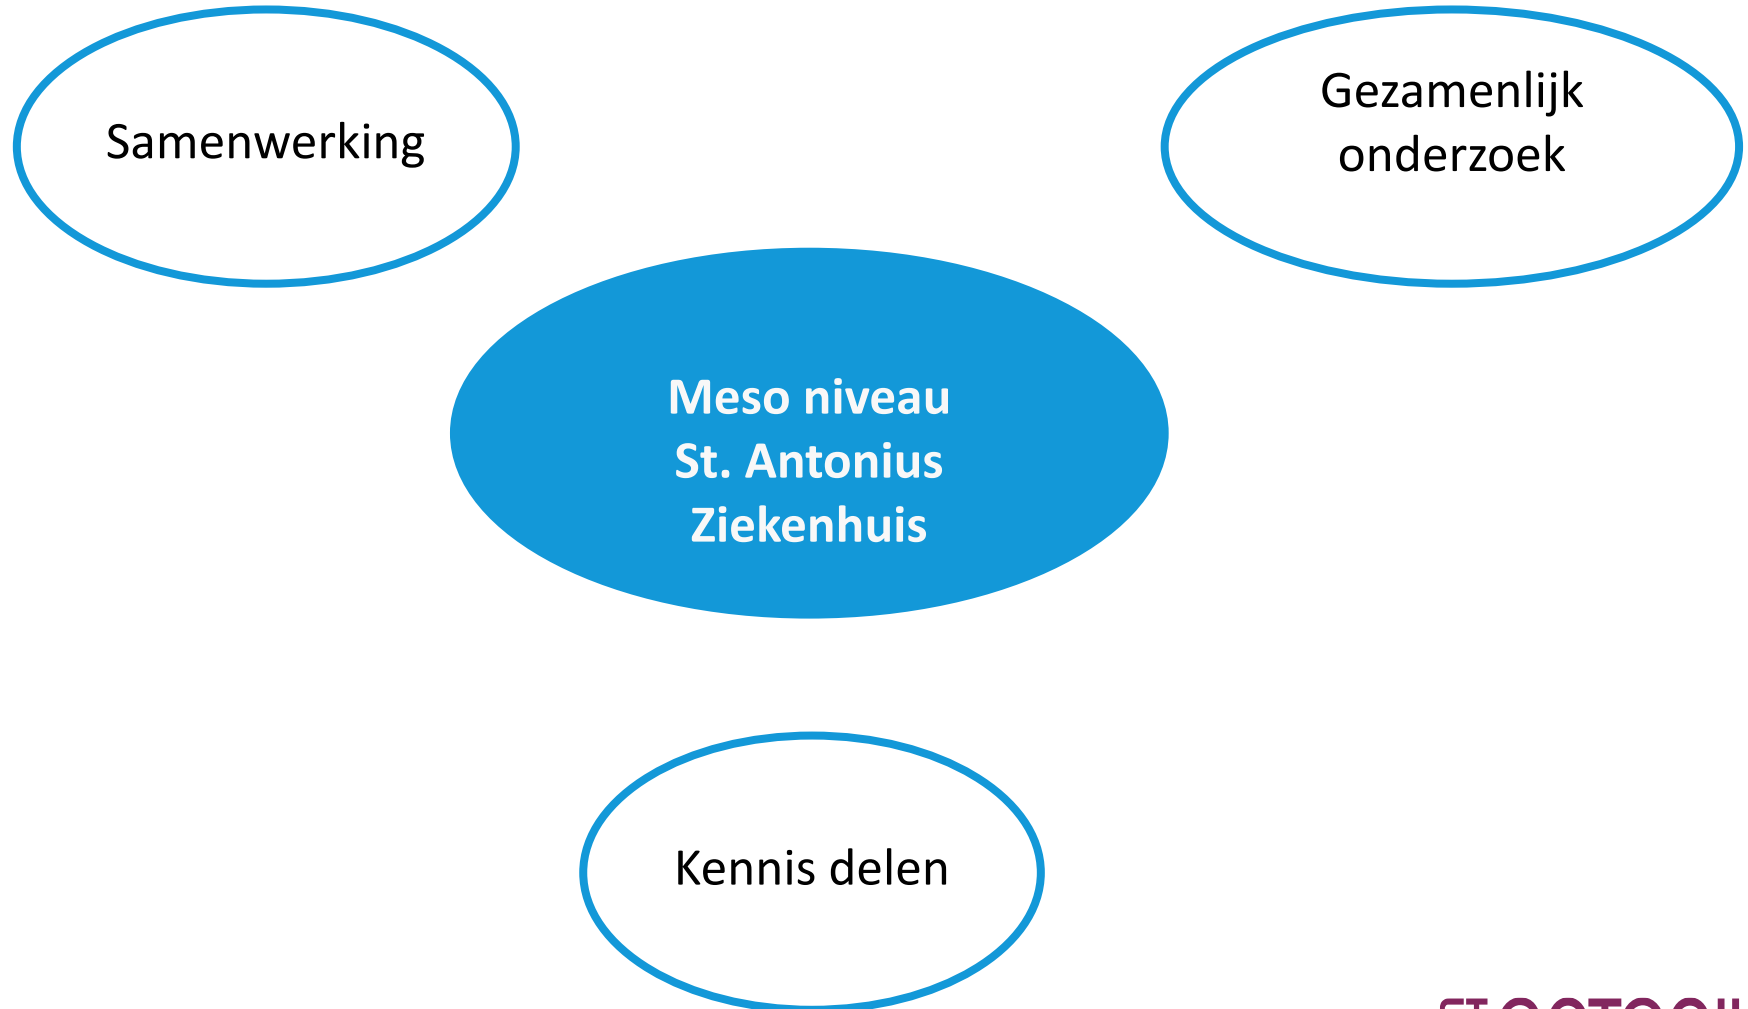 Samenwerking
Gezamenlijk
onderzoek
Meso niveau
St. Antonius
Ziekenhuis
Kennis delen